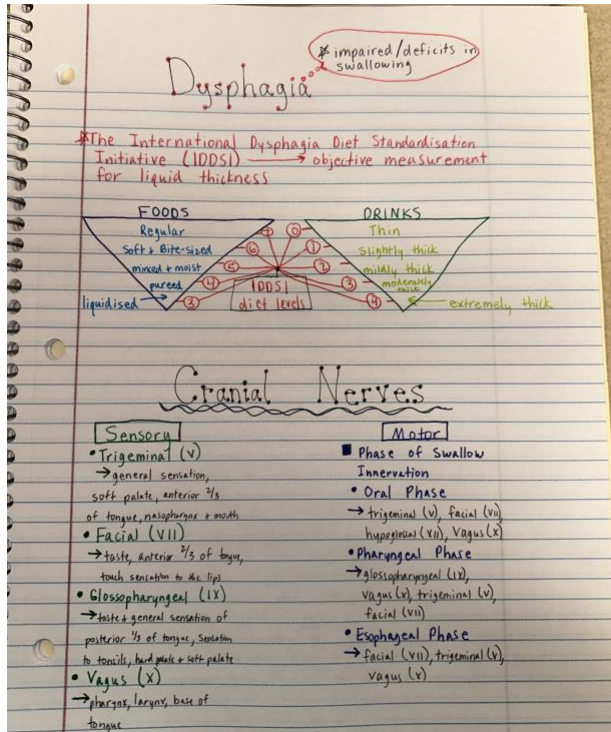 * impaired/deficits in
swallowing
Dysphagia
*The International Dysphagia Diet Standardisation
Initiative (IDDSI) → objective measurement
for liquid thickness
FOODS
DRINKS
Regular
7
0
Thin
Soft + Bite-sized
6
1
slightly thick
minced + moist
5
2
mildly thick
pureed
4
3
moderately
thick
liquidised
3
IDDSI
diet levels
4
extremely thick
Cranial Nerves
Sensory
• Trigeminal (V)
→ general sensation,
soft palate, anterior 2/3
of tongue, nasopharynx + mouth
• Facial (VII)
→ taste, anterior 2/3 of tongue,
touch sensation to the lips
• Glossopharyngeal (IX)
→ taste + general sensation of
posterior 1/3 of tongue, sensation
to tonsils, hard palate + soft palate
• Vagus (X)
→ pharynx, larynx, base of
tongue
Motor
■ Phase of Swallow
Innervation
• Oral Phase
→ trigeminal (V), facial (VII)
hypoglossal (XII), Vagus (X)
• Pharyngeal Phase
→ glossopharyngeal (IX),
vagus (X), trigeminal (V),
facial (VII)
• Esophageal Phase
→ facial (VII), trigeminal (V),
vagus (X)